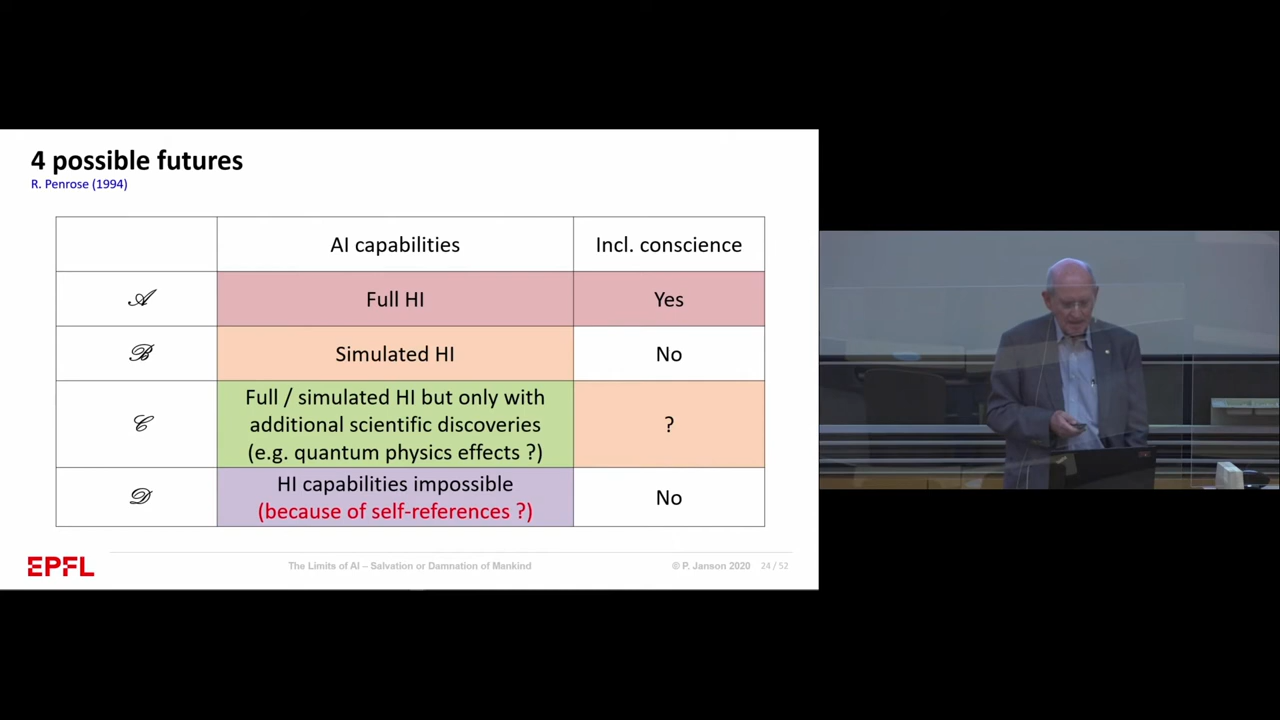 4 possible futures
R. Penrose (1994)
AI capabilities
Incl. conscience
𝒜
Full HI
Yes
ℬ
Simulated HI
No
𝒞
Full / simulated HI but only with
additional scientific discoveries
(e.g. quantum physics effects ?)
?
𝒟
HI capabilities impossible
(because of self-references ?)
No
EPFL
The Limits of AI – Salvation or Damnation of Mankind
© P. Janson 2020
24 / 52